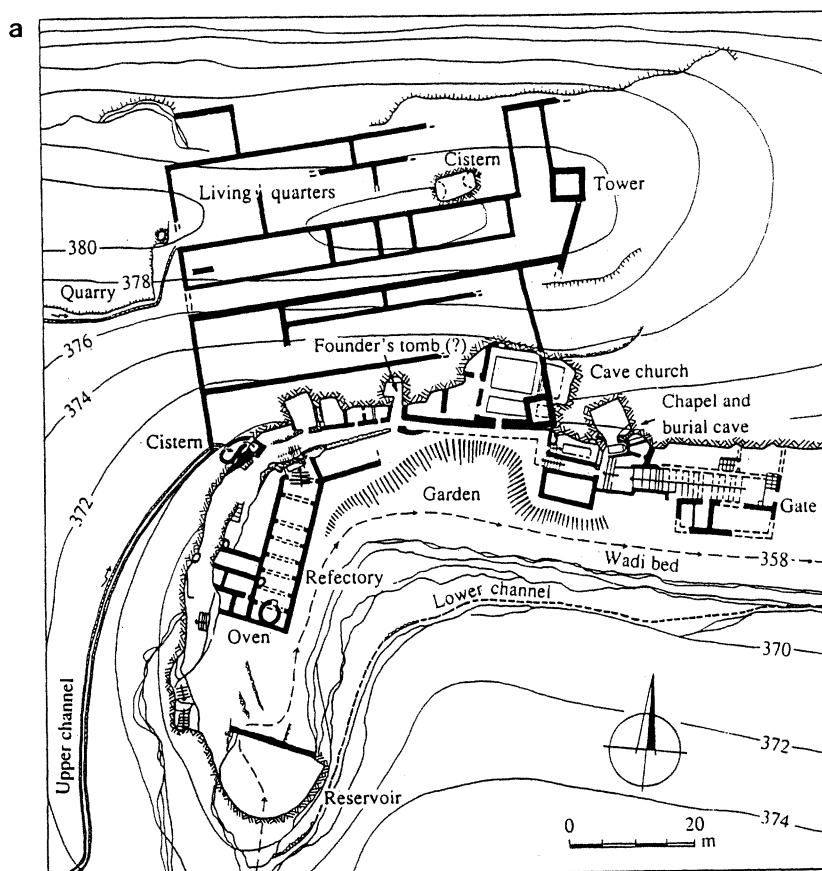 a
Cistern
Living quarters
Tower
380
378
Quarry
376
Founder's tomb (?)
Cave church
374
Chapel and
burial cave
Cistern
372
Garden
Gate
358
Wadi bed
Refectory
Lower channel
Oven
370
Upper channel
372
Reservoir
374
0 20
m